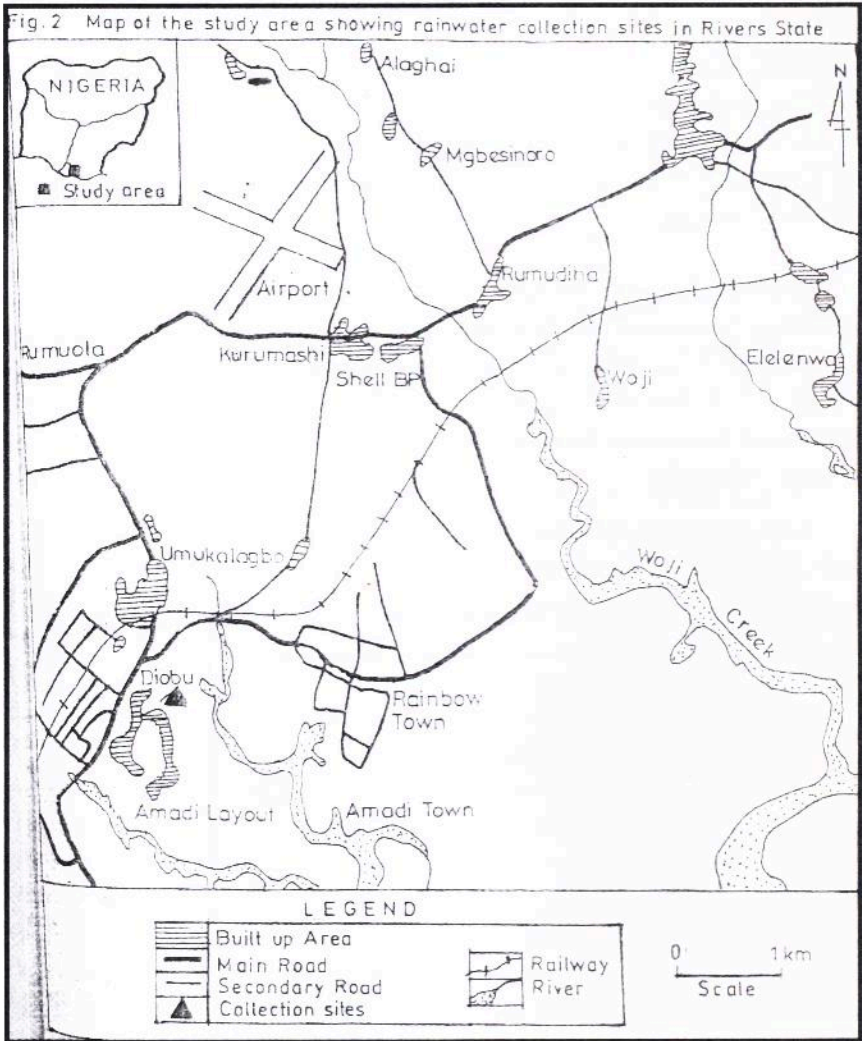 Fig. 2 Map of the study area showing rainwater collection sites in Rivers State
NIGERIA
Study area
Alaghai
N
Mgbesinoro
Rumudiha
Airport
Rumuola
Kurumashi
Shell BP
Woji
Elelenwa
Umukalagbo
Woji
Creek
Diobu
Rainbow
Town
Amadi Layout
Amadi Town
LEGEND
Built up Area
Main Road
Secondary Road
Collection sites
Railway
River
0 1km
Scale